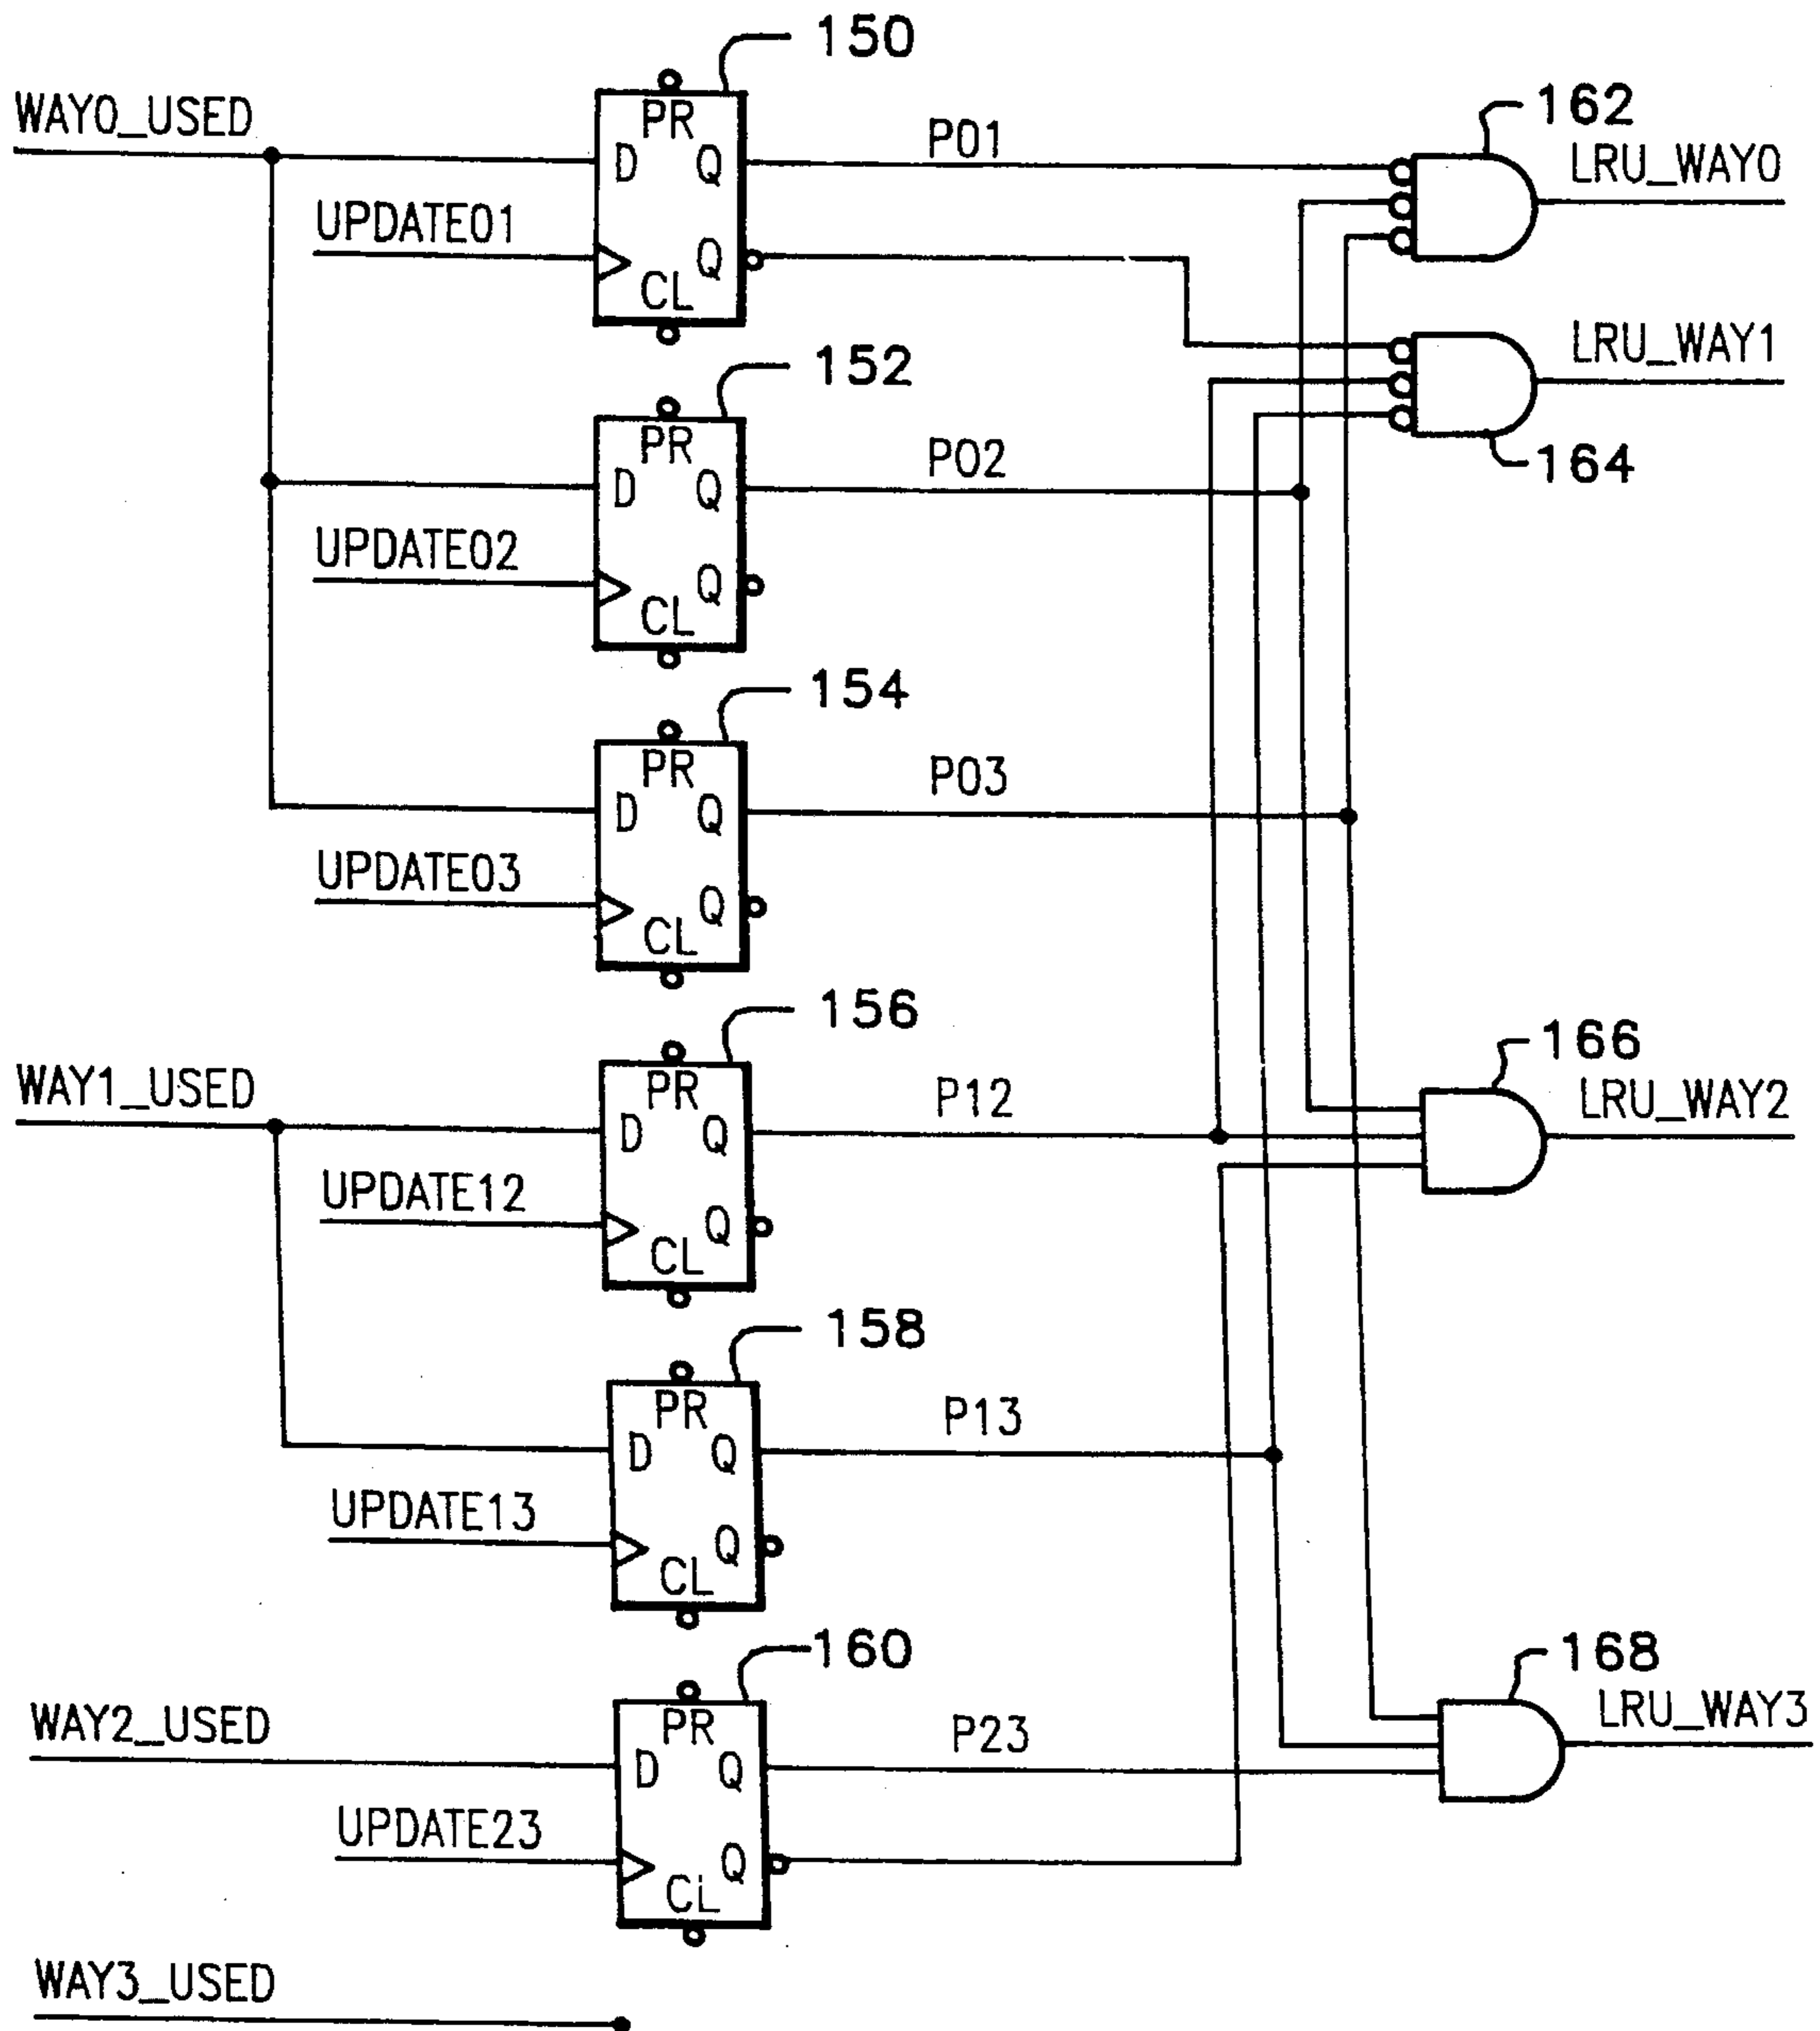 150
WAY0_USED
PR
D Q
P01
162
LRU_WAY0
UPDATE01
Q
CL
LRU_WAY1
164
152
PR
D Q
P02
UPDATE02
Q
CL
154
PR
D Q
P03
UPDATE03
Q
CL
156
WAY1_USED
PR
D Q
P12
166
LRU_WAY2
UPDATE12
Q
CL
158
PR
D Q
P13
UPDATE13
Q
CL
160
WAY2_USED
PR
D Q
P23
168
LRU_WAY3
UPDATE23
Q
CL
WAY3_USED